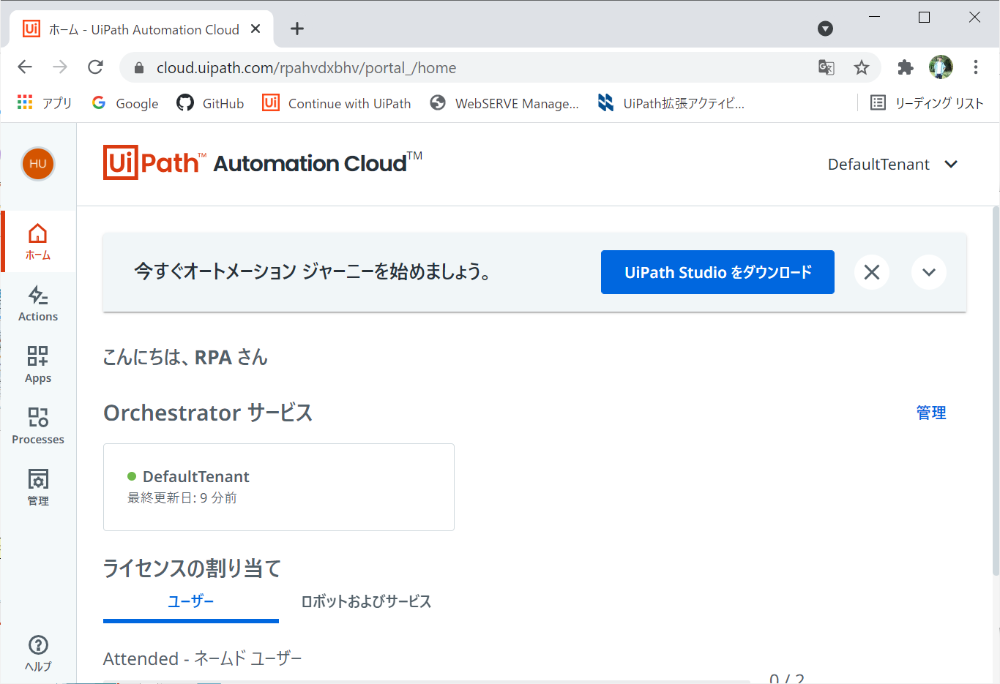 ホーム - UiPath Automation Cloud
cloud.uipath.com/rpahvdxbhv/portal_/home
アプリ Google GitHub Continue with UiPath WebSERVE Manage... UiPath拡張アクティビ... リーディング リスト
HU
UiPath™ Automation Cloud™
DefaultTenant
ホーム
Actions
Apps
Processes
管理
ヘルプ
今すぐオートメーション ジャーニーを始めましょう。
UiPath Studio をダウンロード
こんにちは、RPA さん
Orchestrator サービス
管理
DefaultTenant
最終更新日: 9 分前
ライセンスの割り当て
ユーザー ロボットおよびサービス
Attended - ネームド ユーザー
0 / 2